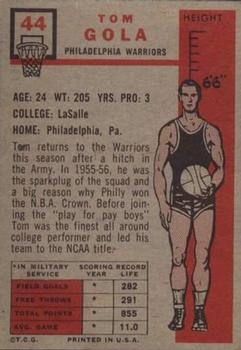 44
TOM
GOLA
PHILADELPHIA WARRIORS
HEIGHT
6'6"
AGE: 24 WT: 205 YRS. PRO: 3
COLLEGE: LaSalle
HOME: Philadelphia, Pa.
Tom returns to the Warriors
this season after a hitch in
the Army. In 1955-56, he was
the sparkplug of the squad and
a big reason why Philly won
the N.B.A. Crown. Before joining
the "play for pay boys"
Tom was the finest all around
college performer and led his
team to the NCAA title.
*IN MILITARY SERVICE SCORING RECORD
YEAR LIFE
FIELD GOALS * 282
FREE THROWS * 291
TOTAL POINTS * 855
AVG. GAME * 11.0
©T.C.G. PRINTED IN U.S.A.